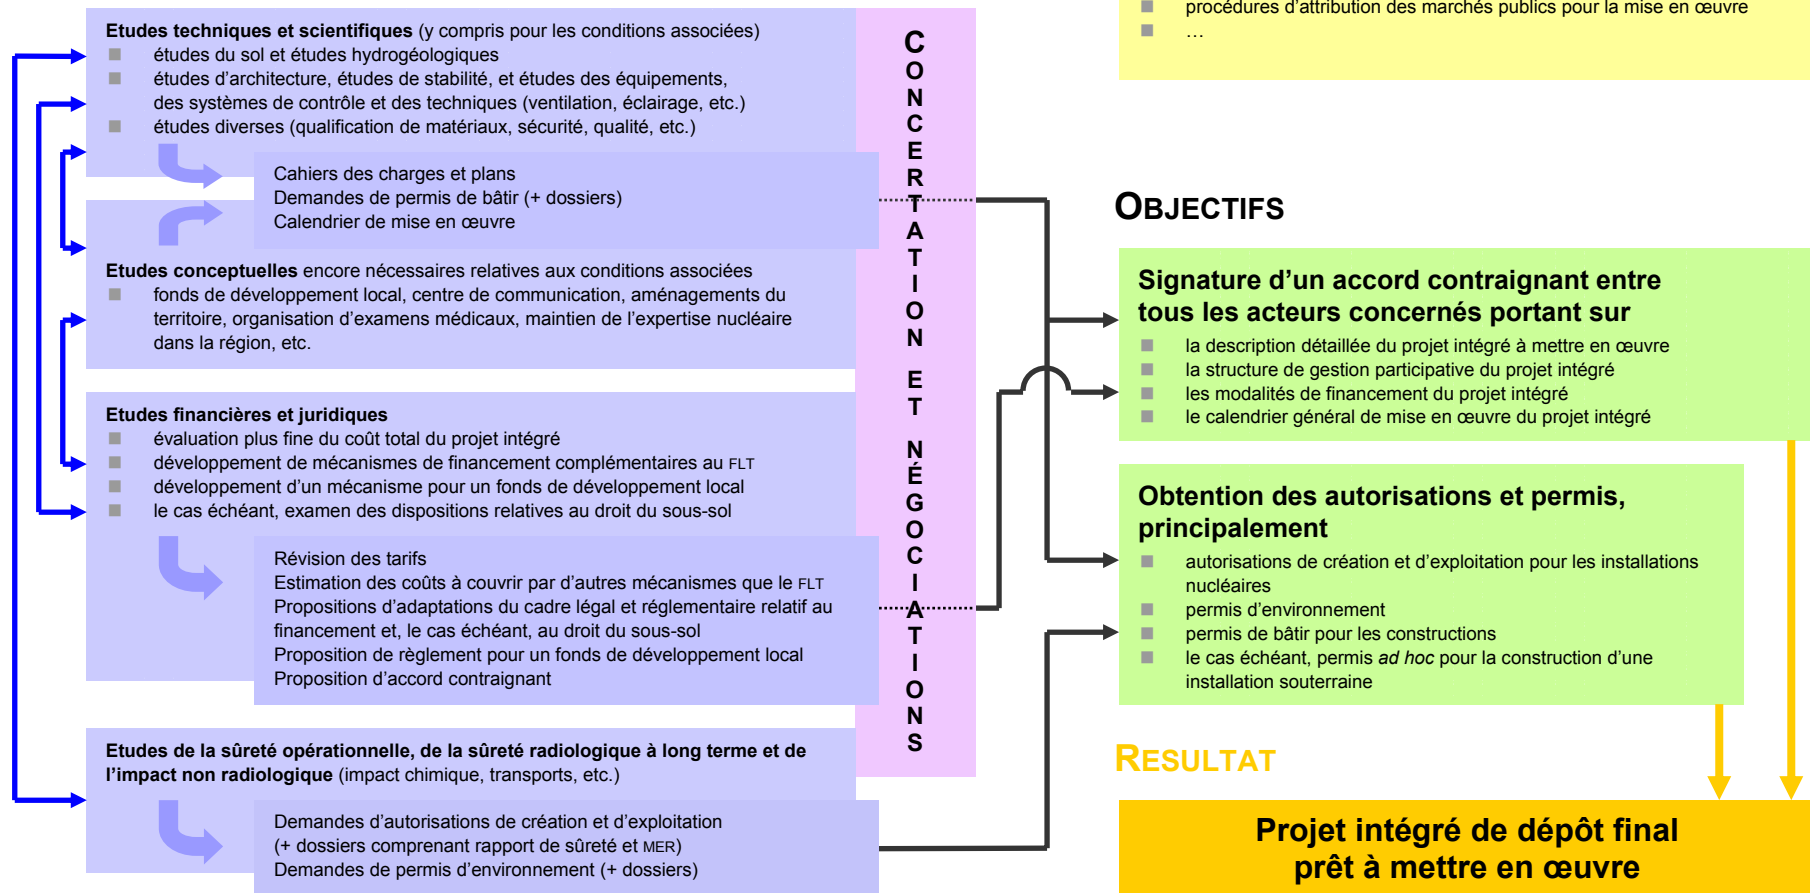 Etudes techniques et scientifiques (y compris pour les conditions associées)
■ études du sol et études hydrogéologiques
■ études d'architecture, études de stabilité, et études des équipements,
des systèmes de contrôle et des techniques (ventilation, éclairage, etc.)
■ études diverses (qualification de matériaux, sécurité, qualité, etc.)
Cahiers des charges et plans
Demandes de permis de bâtir (+ dossiers)
Calendrier de mise en œuvre
Etudes conceptuelles encore nécessaires relatives aux conditions associées
■ fonds de développement local, centre de communication, aménagements du
territoire, organisation d'examens médicaux, maintien de l'expertise nucléaire
dans la région, etc.
Etudes financières et juridiques
■ évaluation plus fine du coût total du projet intégré
■ développement de mécanismes de financement complémentaires au FLT
■ développement d'un mécanisme pour un fonds de développement local
■ le cas échéant, examen des dispositions relatives au droit du sous-sol
Révision des tarifs
Estimation des coûts à couvrir par d'autres mécanismes que le FLT
Propositions d'adaptations du cadre légal et réglementaire relatif au
financement et, le cas échéant, au droit du sous-sol
Proposition de règlement pour un fonds de développement local
Proposition d'accord contraignant
Etudes de la sûreté opérationnelle, de la sûreté radiologique à long terme et de
l'impact non radiologique (impact chimique, transports, etc.)
Demandes d'autorisations de création et d'exploitation
(+ dossiers comprenant rapport de sûreté et MER)
Demandes de permis d'environnement (+ dossiers)
CONCERTATION ET NÉGOCIATIONS
■ procédures d'attribution des marchés publics pour la mise en œuvre
■ …
OBJECTIFS
Signature d'un accord contraignant entre
tous les acteurs concernés portant sur
■ la description détaillée du projet intégré à mettre en œuvre
■ la structure de gestion participative du projet intégré
■ les modalités de financement du projet intégré
■ le calendrier général de mise en œuvre du projet intégré
Obtention des autorisations et permis,
principalement
■ autorisations de création et d'exploitation pour les installations
nucléaires
■ permis d'environnement
■ permis de bâtir pour les constructions
■ le cas échéant, permis ad hoc pour la construction d'une
installation souterraine
RESULTAT
Projet intégré de dépôt final
prêt à mettre en œuvre